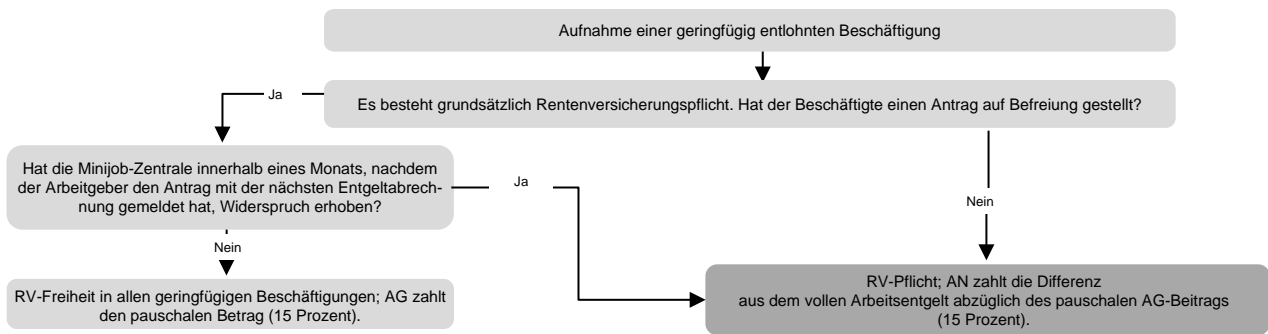 Aufnahme einer geringfügig entlohnten Beschäftigung
Ja
Es besteht grundsätzlich Rentenversicherungspflicht. Hat der Beschäftigte einen Antrag auf Befreiung gestellt?
Hat die Minijob-Zentrale innerhalb eines Monats, nachdem
der Arbeitgeber den Antrag mit der nächsten Entgeltabrech-
nung gemeldet hat, Widerspruch erhoben?
Ja
Nein
Nein
RV-Freiheit in allen geringfügigen Beschäftigungen; AG zahlt
den pauschalen Betrag (15 Prozent).
RV-Pflicht; AN zahlt die Differenz
aus dem vollen Arbeitsentgelt abzüglich des pauschalen AG-Beitrags
(15 Prozent).